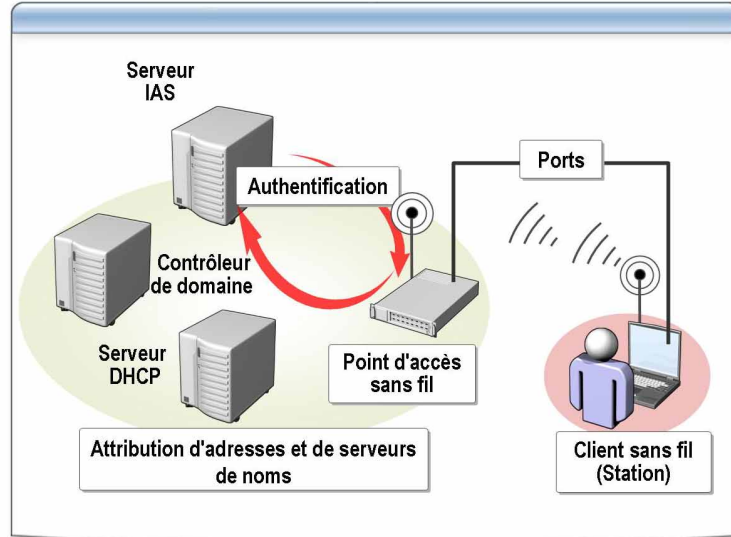 Serveur
IAS
Authentification
Ports
Contrôleur
de domaine
Serveur
DHCP
Point d'accès
sans fil
Attribution d'adresses et de serveurs
de noms
Client sans fil
(Station)